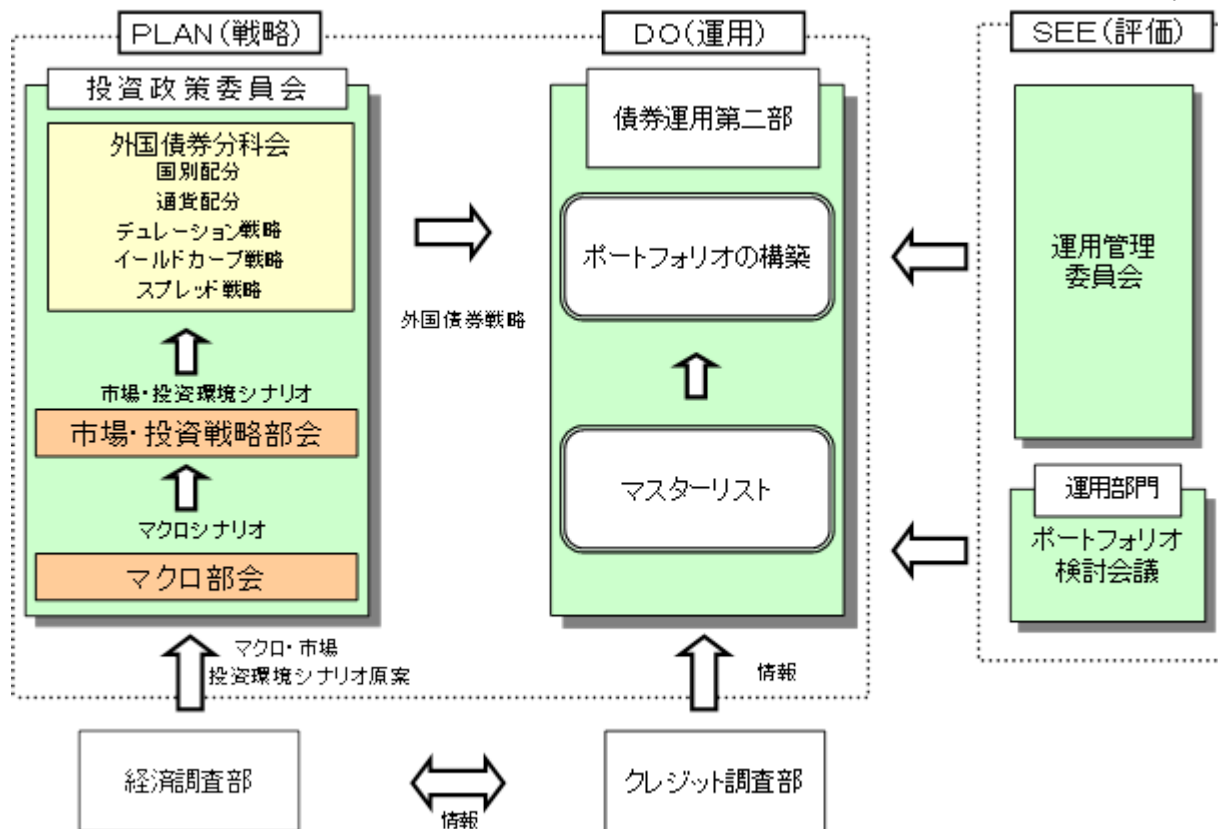 PLAN(戦略)
投資政策委員会
外国債券分科会
国別配分
通貨配分
デュレーション戦略
イールドカーブ戦略
スプレッド戦略
市場・投資環境シナリオ
市場・投資戦略部会
マクロシナリオ
マクロ部会
マクロ・市場
投資環境シナリオ原案
経済調査部
外国債券戦略
情報
DO(運用)
債券運用第二部
ポートフォリオの構築
マスターリスト
情報
クレジット調査部
SEE(評価)
運用管理
委員会
運用部門
ポートフォリオ
検討会議